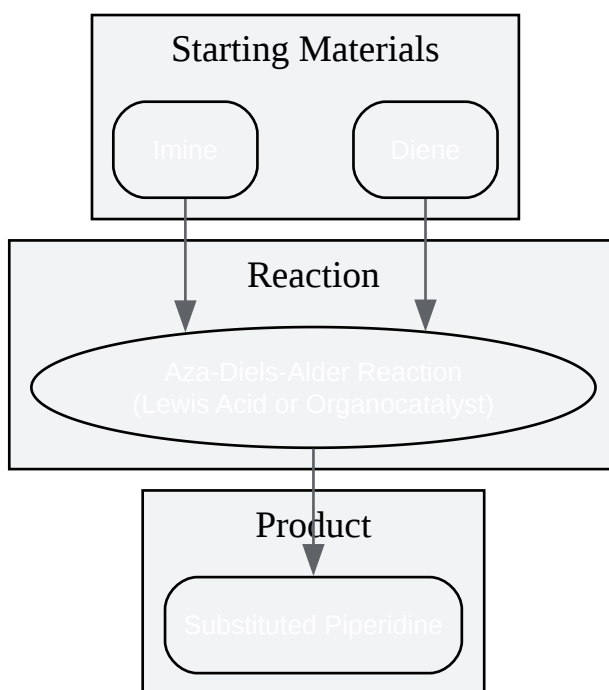 Starting Materials
Imine
Diene
Reaction
Aza-Diels-Alder Reaction
(Lewis Acid or Organocatalyst)
Product
Substituted Piperidine